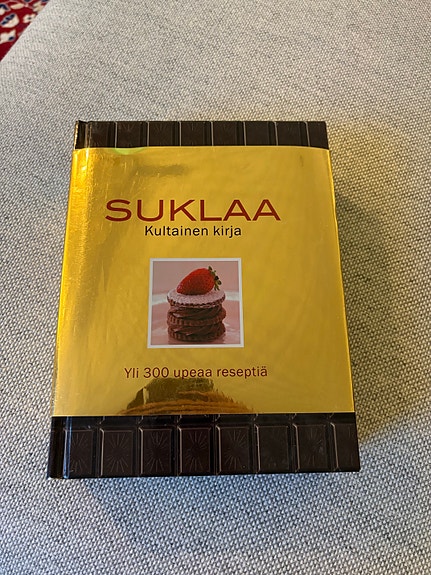 SUKLAA
Kultainen kirja
Yli 300 upeaa reseptiä